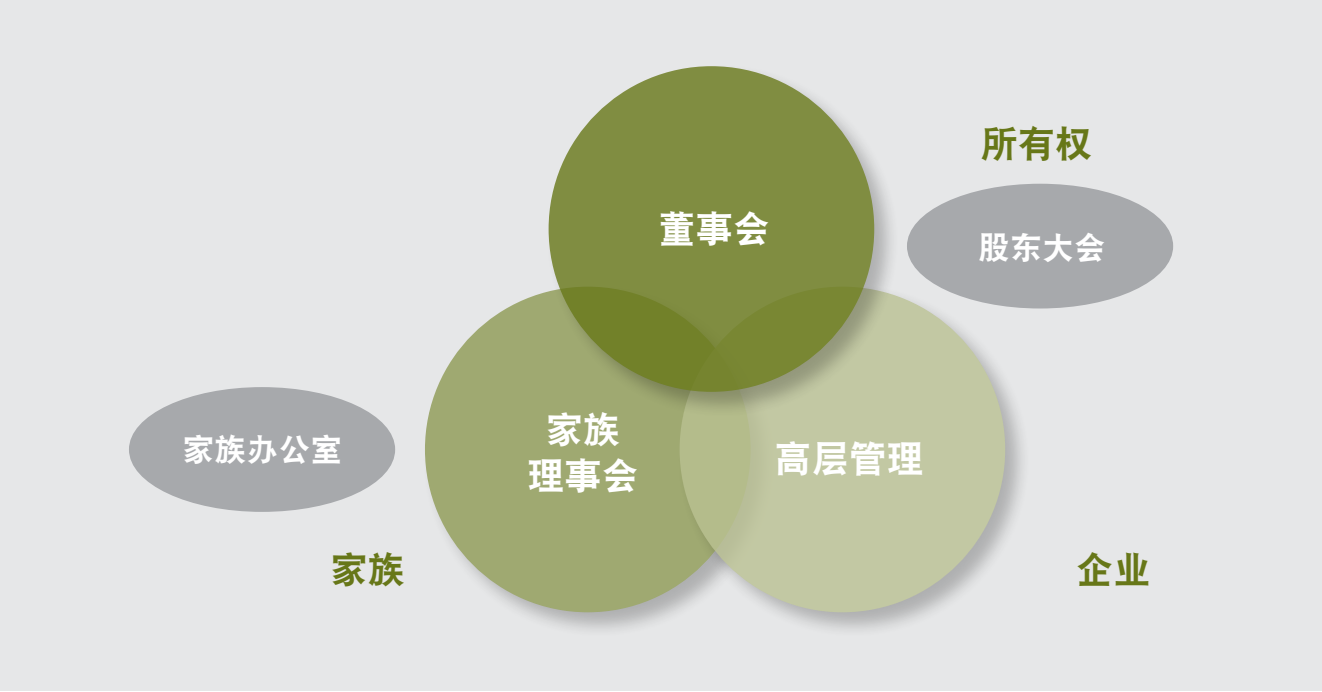 所有权
董事会
股东大会
家族
理事会
高层管理
家族办公室
家族
企业